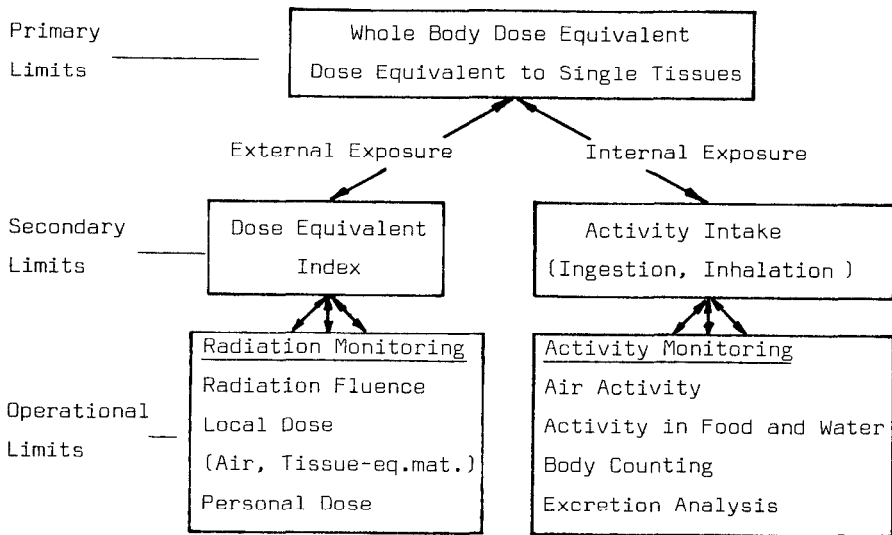 Primary
Limits
Whole Body Dose Equivalent
Dose Equivalent to Single Tissues
External Exposure
Internal Exposure
Secondary
Limits
Dose Equivalent
Index
Activity Intake
(Ingestion, Inhalation )
Operational
Limits
Radiation Monitoring
Radiation Fluence
Local Dose
(Air, Tissue-eq.mat.)
Personal Dose
Activity Monitoring
Air Activity
Activity in Food and Water
Body Counting
Excretion Analysis